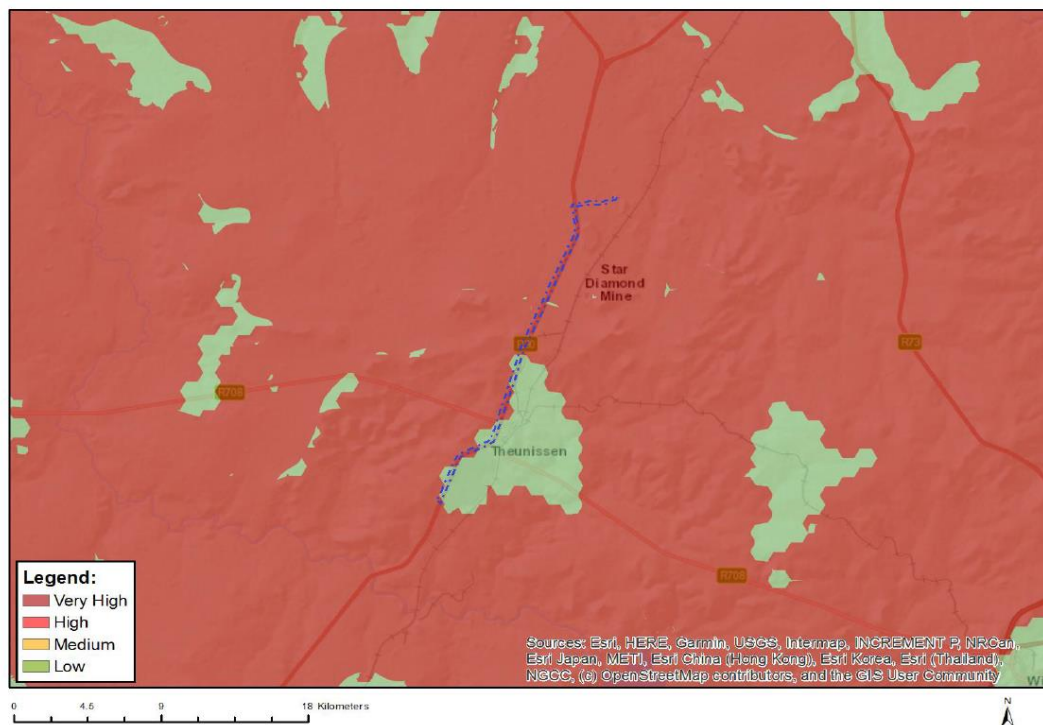 Star
Diamond
Mine
R73
R708
Theunissen
R708
Legend:
Very High
High
Medium
Low
Sources: Esri, HERE, Garmin, USGS, Intermap, INCREMENT P, NRCan,
Esri Japan, METI, Esri China (Hong Kong), Esri Korea, Esri (Thailand),
NGCC, (c) OpenStreetMap contributors, and the GIS User Community
0 4.5 9 18 Kilometers
N